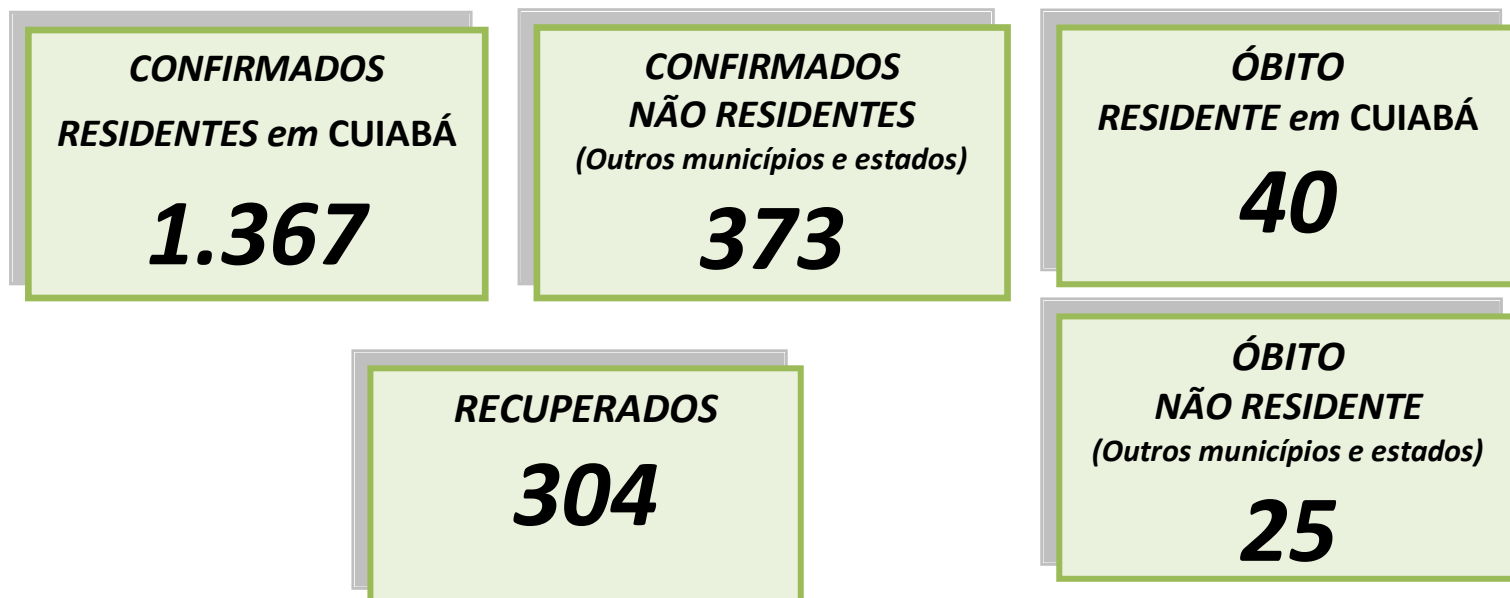 CONFIRMADOS
RESIDENTES em CUIABÁ
1.367
CONFIRMADOS
NÃO RESIDENTES
(Outros municípios e estados)
373
ÓBITO
RESIDENTE em CUIABÁ
40
RECUPERADOS
304
ÓBITO
NÃO RESIDENTE
(Outros municípios e estados)
25